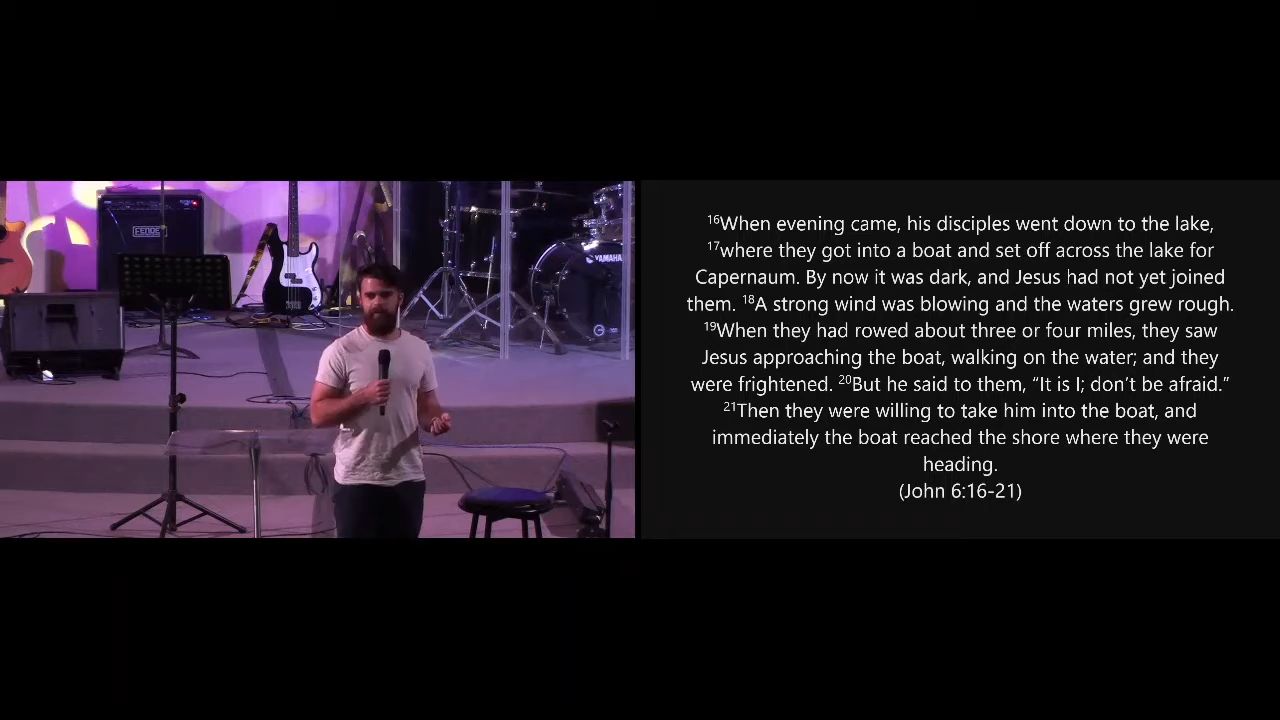 FENDER
YAMAHA
¹⁶When evening came, his disciples went down to the lake,
¹⁷where they got into a boat and set off across the lake for
Capernaum. By now it was dark, and Jesus had not yet joined
them. ¹⁸A strong wind was blowing and the waters grew rough.
¹⁹When they had rowed about three or four miles, they saw
Jesus approaching the boat, walking on the water; and they
were frightened. ²⁰But he said to them, “It is I; don’t be afraid.”
²¹Then they were willing to take him into the boat, and
immediately the boat reached the shore where they were
heading.
(John 6:16-21)